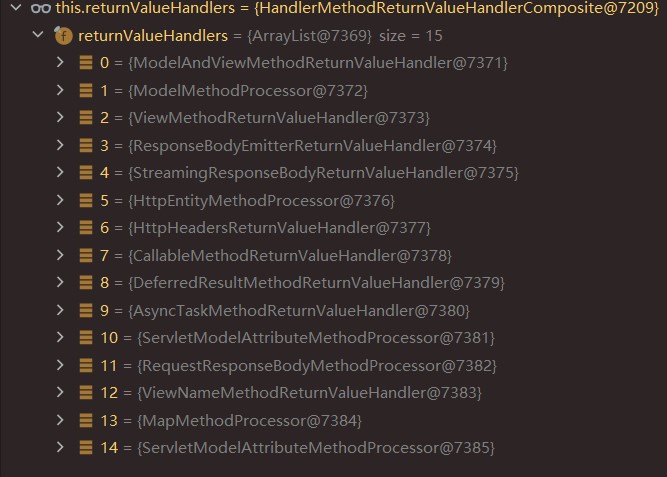 this.returnValueHandlers = {HandlerMethodReturnValueHandlerComposite@7209}
f returnValueHandlers = {ArrayList@7369} size = 15
0 = {ModelAndViewMethodReturnValueHandler@7371}
1 = {ModelMethodProcessor@7372}
2 = {ViewMethodReturnValueHandler@7373}
3 = {ResponseBodyEmitterReturnValueHandler@7374}
4 = {StreamingResponseBodyReturnValueHandler@7375}
5 = {HttpEntityMethodProcessor@7376}
6 = {HttpHeadersReturnValueHandler@7377}
7 = {CallableMethodReturnValueHandler@7378}
8 = {DeferredResultMethodReturnValueHandler@7379}
9 = {AsyncTaskMethodReturnValueHandler@7380}
10 = {ServletModelAttributeMethodProcessor@7381}
11 = {RequestResponseBodyMethodProcessor@7382}
12 = {ViewNameMethodReturnValueHandler@7383}
13 = {MapMethodProcessor@7384}
14 = {ServletModelAttributeMethodProcessor@7385}